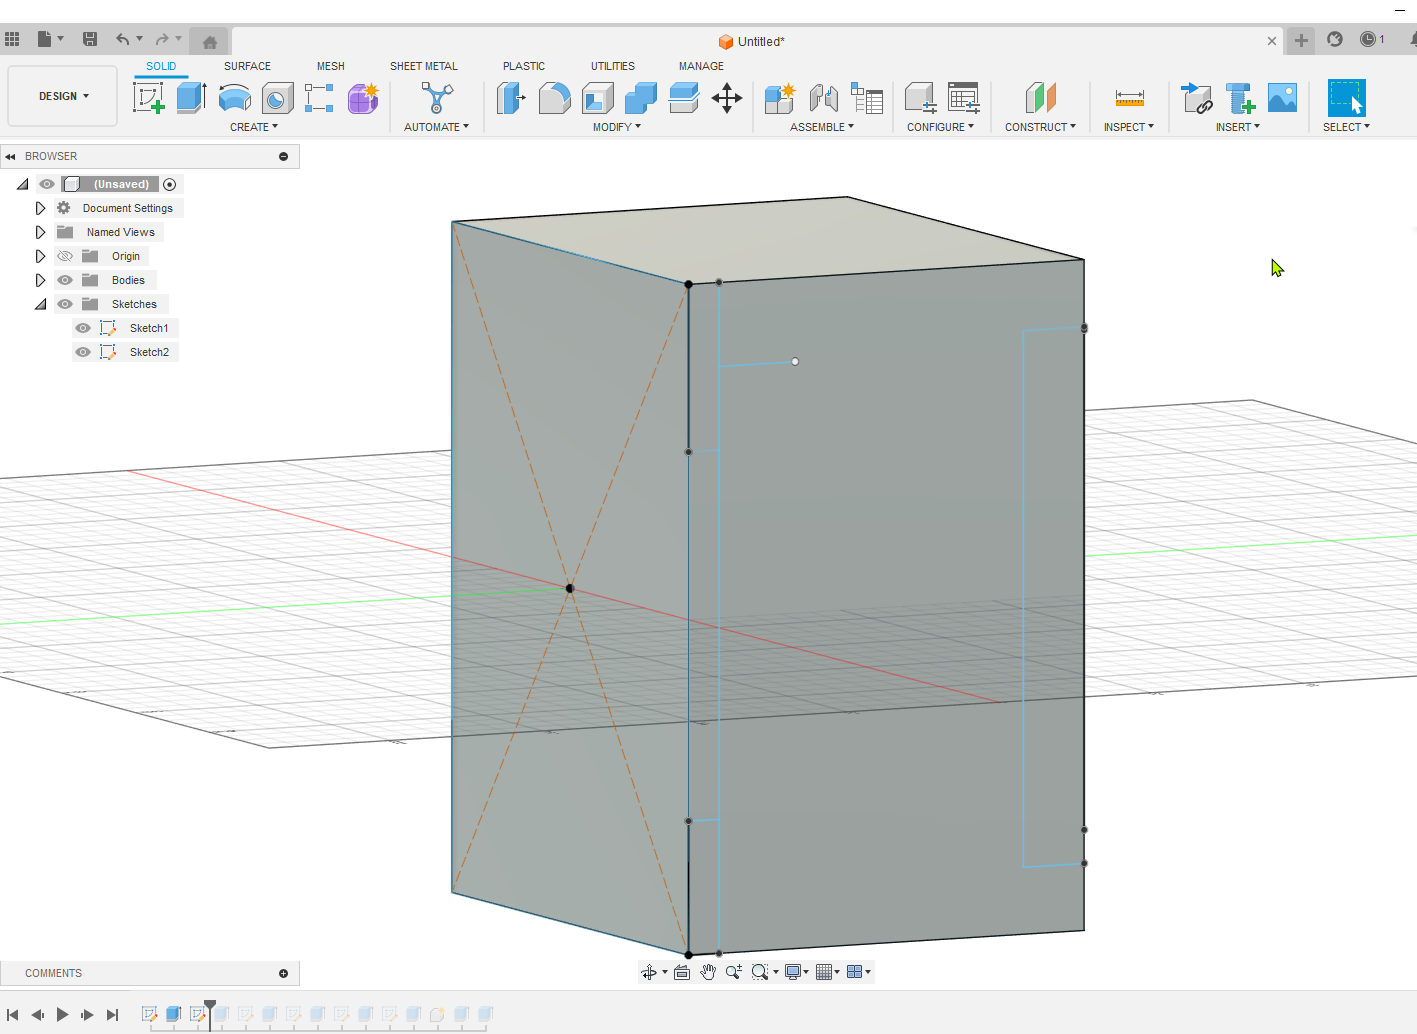 Untitled*
1
SOLID SURFACE MESH SHEET METAL PLASTIC UTILITIES MANAGE
DESIGN
CREATE AUTOMATE MODIFY ASSEMBLE CONFIGURE CONSTRUCT INSPECT INSERT SELECT
BROWSER
(Unsaved)
Document Settings
Named Views
Origin
Bodies
Sketches
Sketch1
Sketch2
COMMENTS